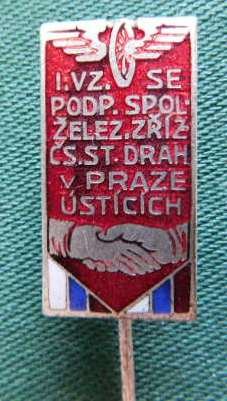 I. VZ. SE
PODP. SPOL.
ŽELEZ. ZŘÍZ
ČS. ST. DRAH
V PRAZE
ÚSTÍCÍCH